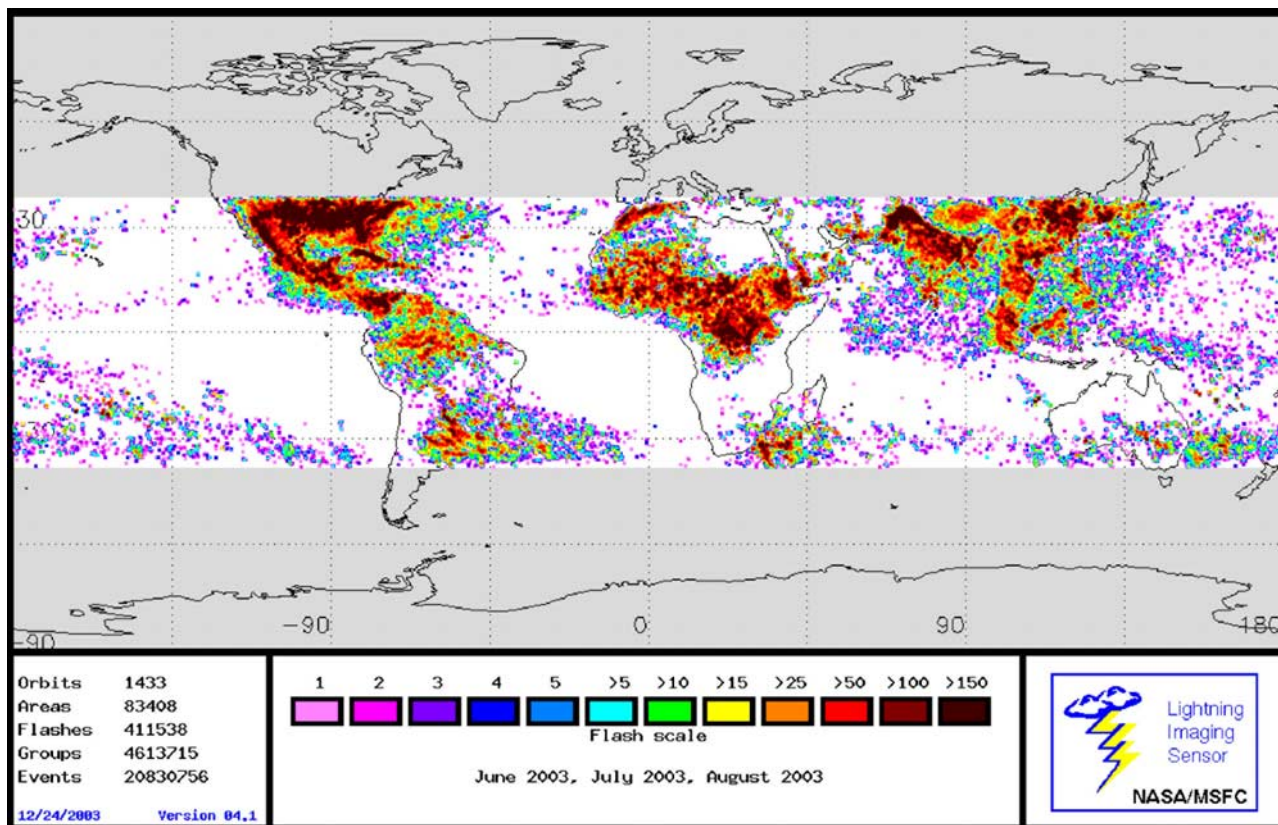 30
-30
-90 0 90 180
-90
Orbits 1433
Areas 83408
Flashes 411538
Groups 4613715
Events 20830756
12/24/2003 Version 04.1
1 2 3 4 5 >5 >10 >15 >25 >50 >100 >150
Flash scale
June 2003, July 2003, August 2003
Lightning
Imaging
Sensor
NASA/MSFC